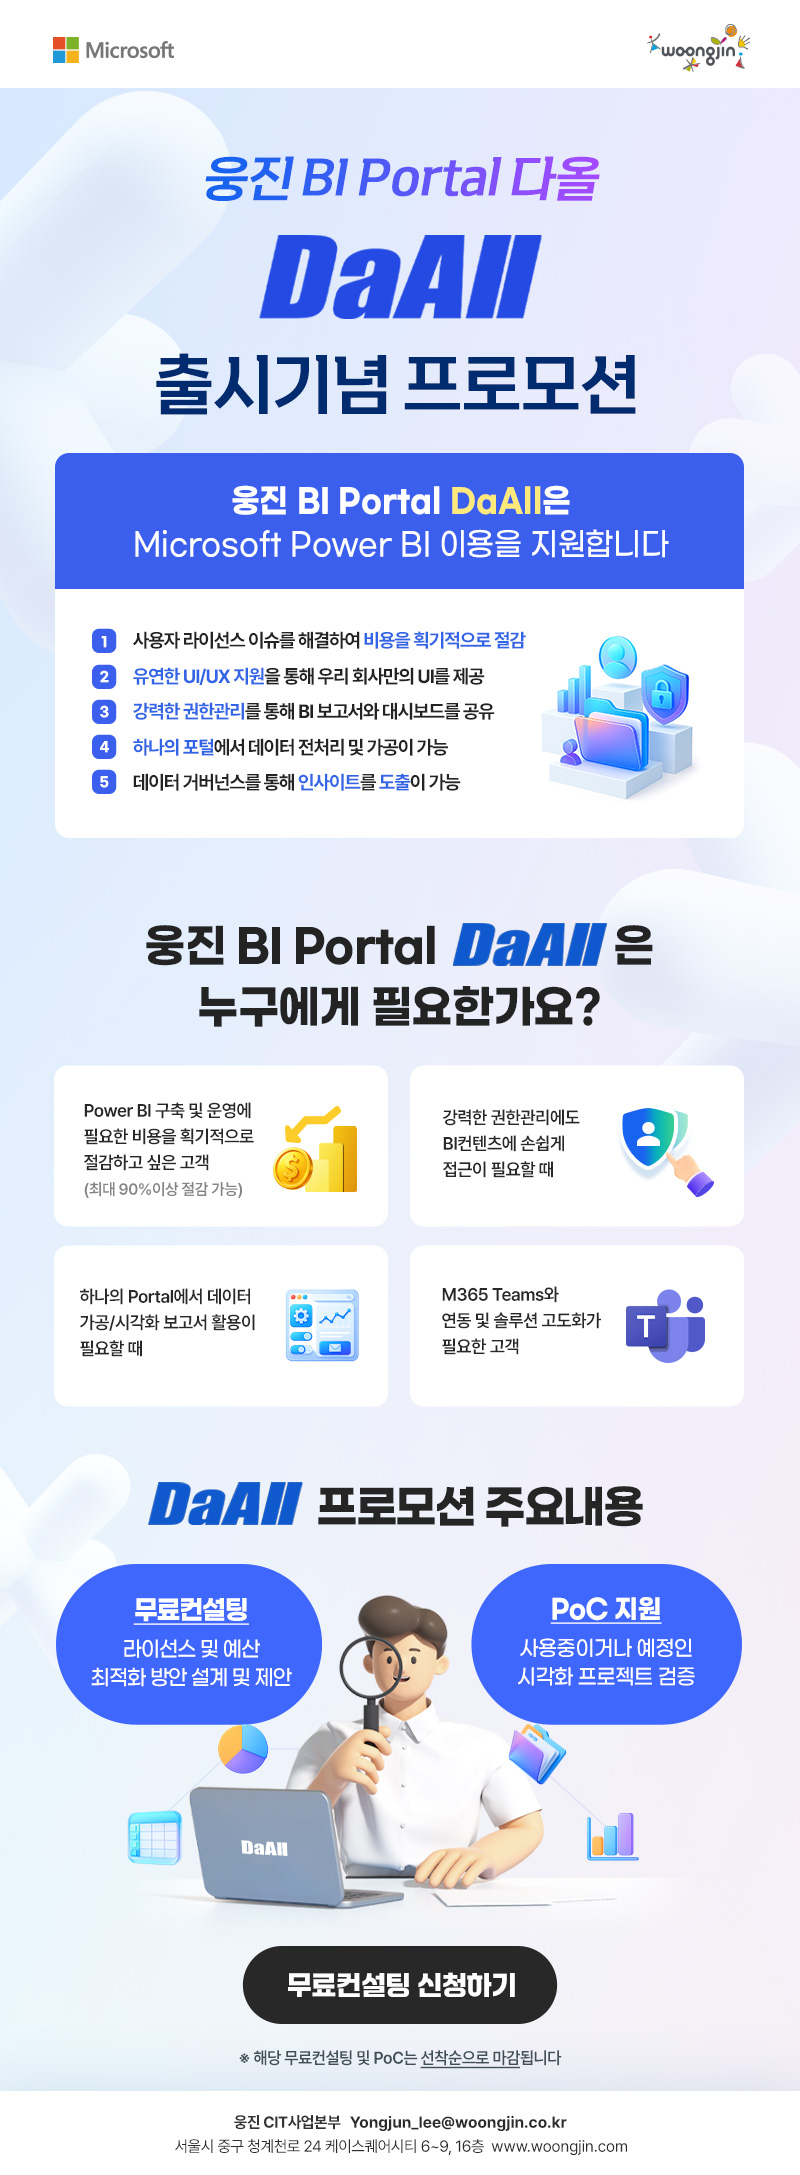 Microsoft
woongjin
웅진 BI Portal 다올
DaAll
출시기념 프로모션
웅진 BI Portal DaAll은
Microsoft Power BI 이용을 지원합니다
1 사용자 라이선스 이슈를 해결하여 비용을 획기적으로 절감
2 유연한 UI/UX 지원을 통해 우리 회사만의 UI를 제공
3 강력한 권한관리를 통해 BI 보고서와 대시보드를 공유
4 하나의 포털에서 데이터 전처리 및 가공이 가능
5 데이터 거버넌스를 통해 인사이트를 도출이 가능
웅진 BI Portal DaAll 은
누구에게 필요한가요?
Power BI 구축 및 운영에
필요한 비용을 획기적으로
절감하고 싶은 고객
(최대 90%이상 절감 가능)
$
강력한 권한관리에도
BI컨텐츠에 손쉽게
접근이 필요할 때
하나의 Portal에서 데이터
가공/시각화 보고서 활용이
필요할 때
M365 Teams와
연동 및 솔루션 고도화가
필요한 고객
T
DaAll 프로모션 주요내용
무료컨설팅
라이선스 및 예산
최적화 방안 설계 및 제안
PoC 지원
사용중이거나 예정인
시각화 프로젝트 검증
DaAll
무료컨설팅 신청하기
※ 해당 무료컨설팅 및 PoC는 선착순으로 마감됩니다
웅진 CIT사업본부 Yongjun_lee@woongjin.co.kr
서울시 중구 청계천로 24 케이스퀘어시티 6~9, 16층 www.woongjin.com